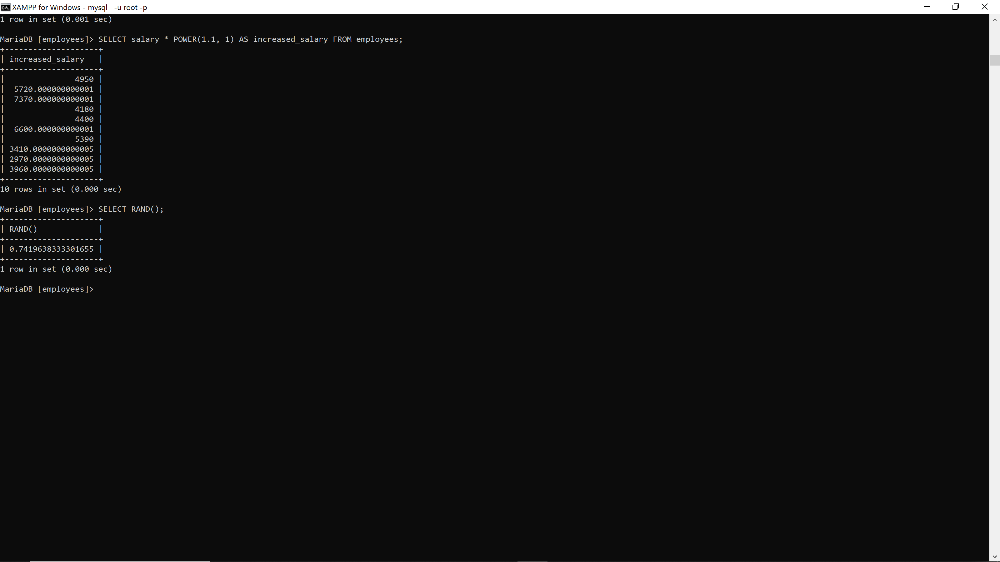 XAMPP for Windows - mysql  -u root -p
1 row in set (0.001 sec)
MariaDB [employees]> SELECT salary * POWER(1.1, 1) AS increased_salary FROM employees;
+--------------------+
| increased_salary   |
+--------------------+
|               4950 |
|  5720.000000000001 |
|  7370.000000000001 |
|               4180 |
|               4400 |
|  6600.000000000001 |
|               5390 |
| 3410.0000000000005 |
| 2970.0000000000005 |
| 3960.0000000000005 |
+--------------------+
10 rows in set (0.000 sec)
MariaDB [employees]> SELECT RAND();
+--------------------+
| RAND()             |
+--------------------+
| 0.7419638333301655 |
+--------------------+
1 row in set (0.000 sec)
MariaDB [employees]>